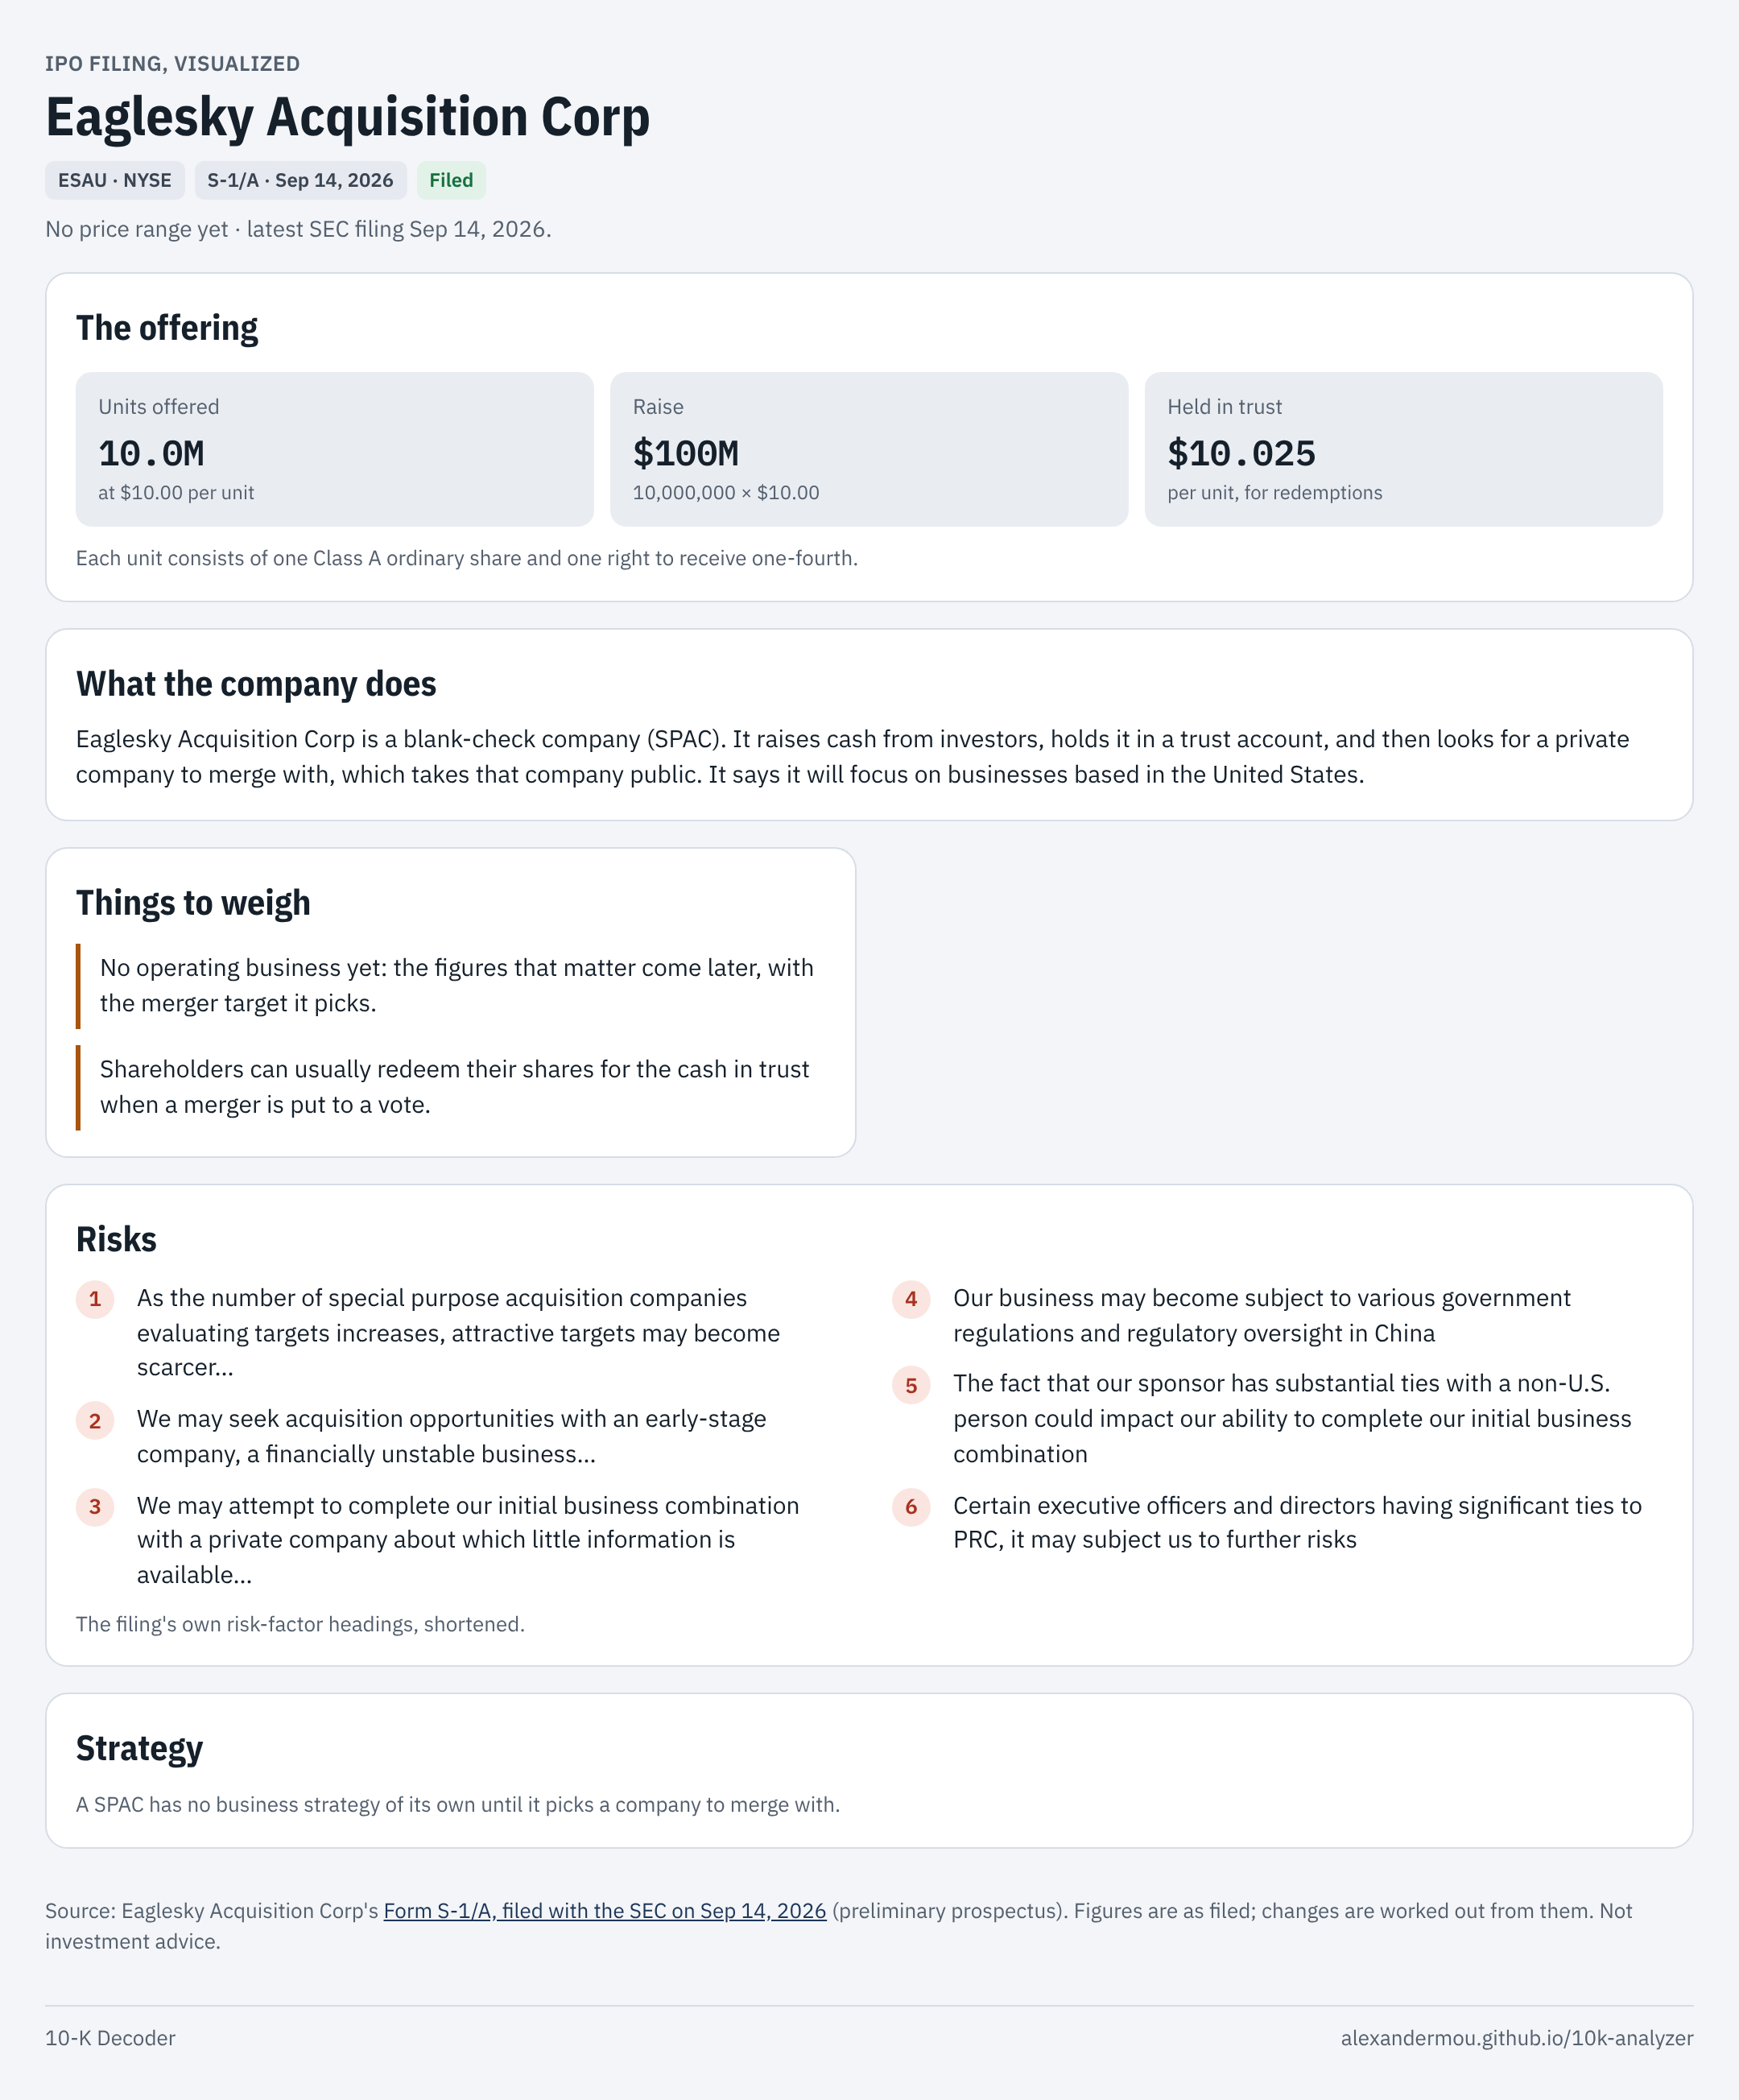 IPO FILING, VISUALIZED
Eaglesky Acquisition Corp
ESAU · NYSE
S-1/A · Sep 14, 2026
Filed
No price range yet · latest SEC filing Sep 14, 2026.
The offering
Units offered
10.0M
at $10.00 per unit
Raise
$100M
10,000,000 × $10.00
Held in trust
$10.025
per unit, for redemptions
Each unit consists of one Class A ordinary share and one right to receive one-fourth.
What the company does
Eaglesky Acquisition Corp is a blank-check company (SPAC). It raises cash from investors, holds it in a trust account, and then looks for a private
company to merge with, which takes that company public. It says it will focus on businesses based in the United States.
Things to weigh
No operating business yet: the figures that matter come later, with
the merger target it picks.
Shareholders can usually redeem their shares for the cash in trust
when a merger is put to a vote.
Risks
1
As the number of special purpose acquisition companies
evaluating targets increases, attractive targets may become
scarcer...
2
We may seek acquisition opportunities with an early-stage
company, a financially unstable business...
3
We may attempt to complete our initial business combination
with a private company about which little information is
available...
4
Our business may become subject to various government
regulations and regulatory oversight in China
5
The fact that our sponsor has substantial ties with a non-U.S.
person could impact our ability to complete our initial business
combination
6
Certain executive officers and directors having significant ties to
PRC, it may subject us to further risks
The filing's own risk-factor headings, shortened.
Strategy
A SPAC has no business strategy of its own until it picks a company to merge with.
Source: Eaglesky Acquisition Corp's Form S-1/A, filed with the SEC on Sep 14, 2026 (preliminary prospectus). Figures are as filed; changes are worked out from them. Not
investment advice.
10-K Decoder
alexandermou.github.io/10k-analyzer